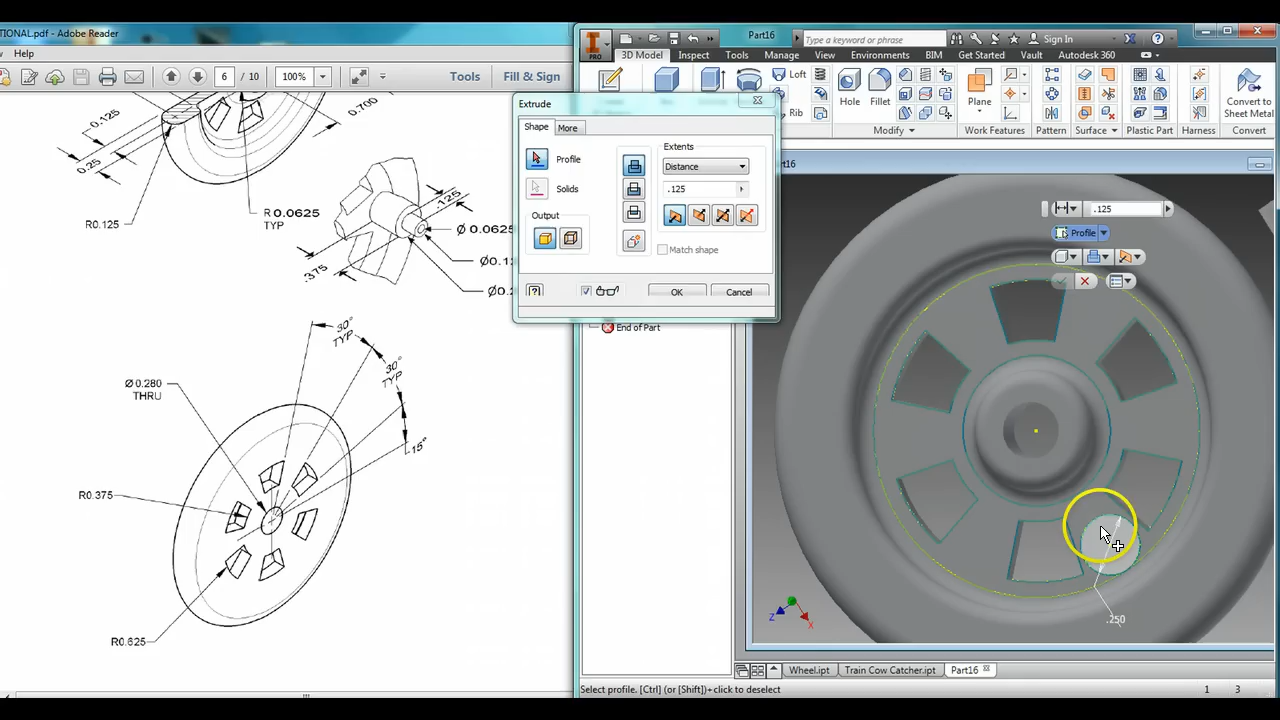 TIONAL.pdf - Adobe Reader
Help
6 / 10
100%
Tools
Fill & Sign
0.125
0.25
0.700
R0.125
R 0.0625
TYP
.125
Ø 0.0625
.375
30°
TYP
30°
TYP
15°
Ø 0.280
THRU
R0.375
R0.625
PRO
Part16
Type a keyword or phrase
Sign In
3D Model
Inspect
Tools
Manage
View
Environments
BIM
Get Started
Vault
Autodesk 360
Loft
Rib
Hole
Fillet
Plane
Convert to
Sheet Metal
Modify
Work Features
Pattern
Surface
Plastic Part
Harness
Convert
Extrude
Shape
More
Profile
Solids
Output
Extents
Distance
.125
Match shape
OK
Cancel
End of Part
.125
Profile
.250
Z
X
Wheel.ipt
Train Cow Catcher.ipt
Part16
Select profile. [Ctrl] (or [Shift])+click to deselect
1
3